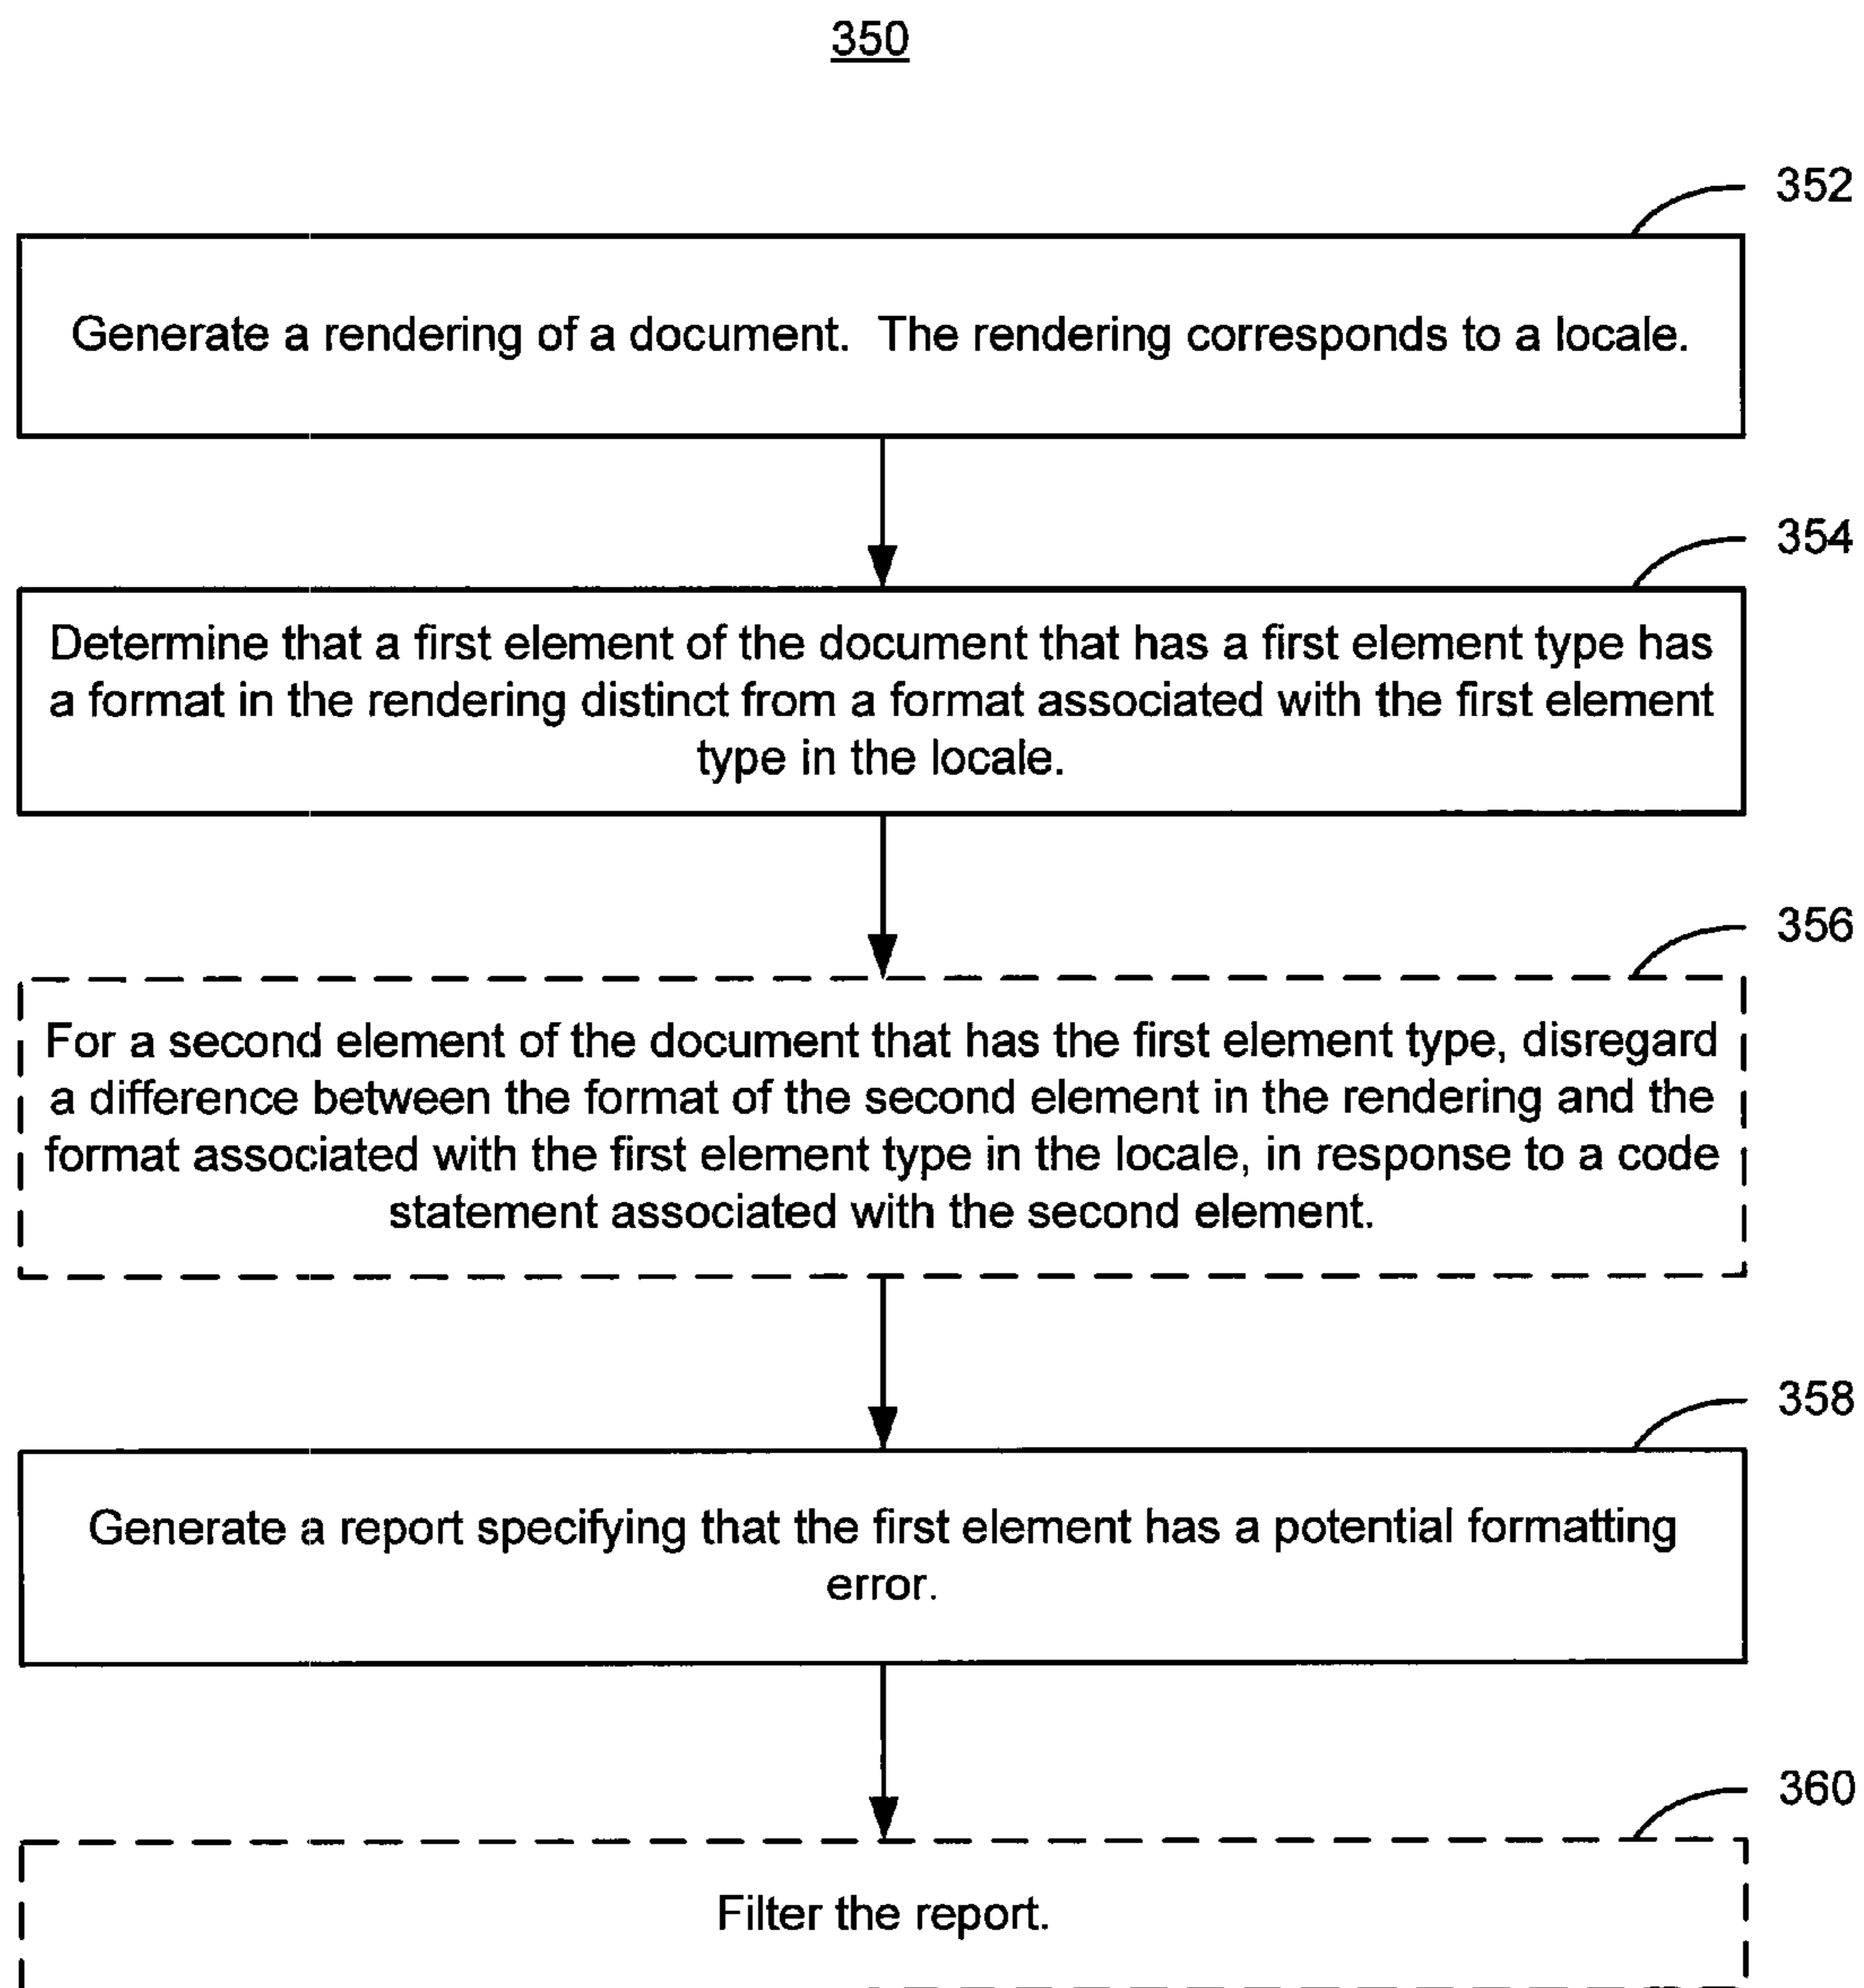 350
352
Generate a rendering of a document. The rendering corresponds to a locale.
354
Determine that a first element of the document that has a first element type has
a format in the rendering distinct from a format associated with the first element
type in the locale.
356
For a second element of the document that has the first element type, disregard
a difference between the format of the second element in the rendering and the
format associated with the first element type in the locale, in response to a code
statement associated with the second element.
358
Generate a report specifying that the first element has a potential formatting
error.
360
Filter the report.